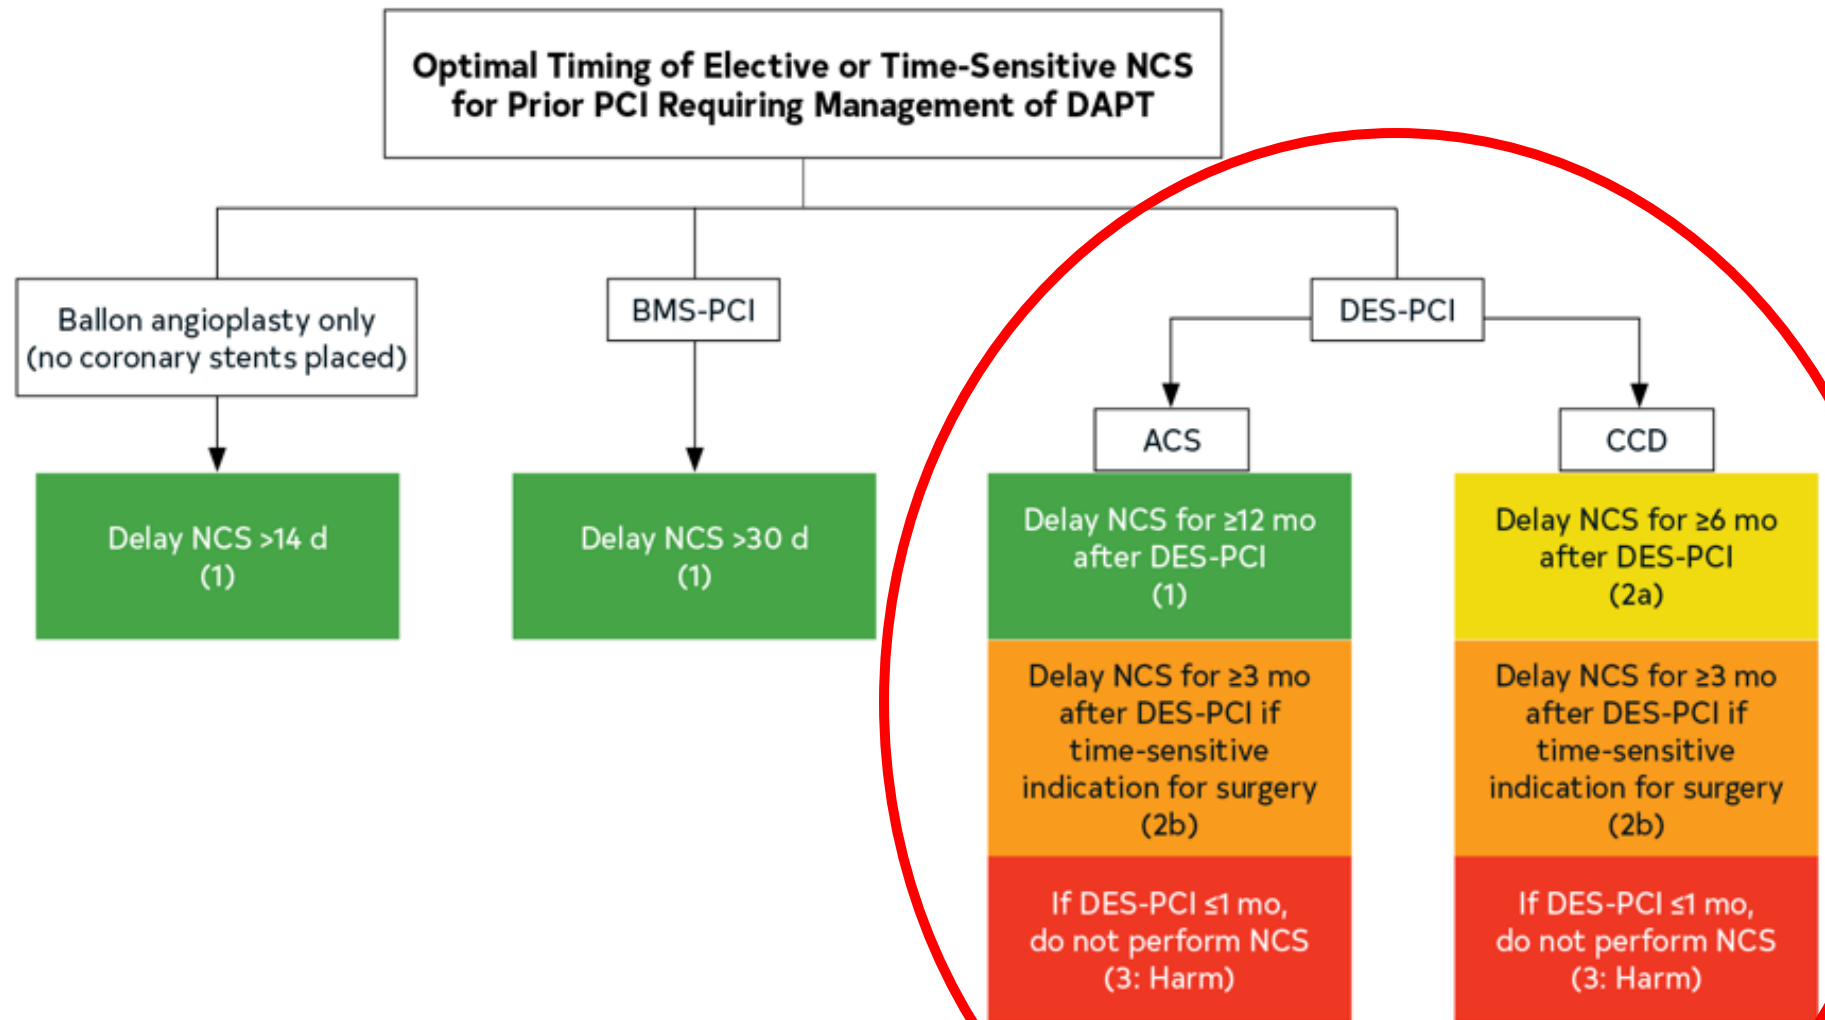 Optimal Timing of Elective or Time-Sensitive NCS
for Prior PCI Requiring Management of DAPT
Ballon angioplasty only
(no coronary stents placed)
Delay NCS >14 d
(1)
BMS-PCI
Delay NCS >30 d
(1)
DES-PCI
ACS
Delay NCS for ≥12 mo
after DES-PCI
(1)
Delay NCS for ≥3 mo
after DES-PCI if
time-sensitive
indication for surgery
(2b)
If DES-PCI ≤1 mo,
do not perform NCS
(3: Harm)
CCD
Delay NCS for ≥6 mo
after DES-PCI
(2a)
Delay NCS for ≥3 mo
after DES-PCI if
time-sensitive
indication for surgery
(2b)
If DES-PCI ≤1 mo,
do not perform NCS
(3: Harm)